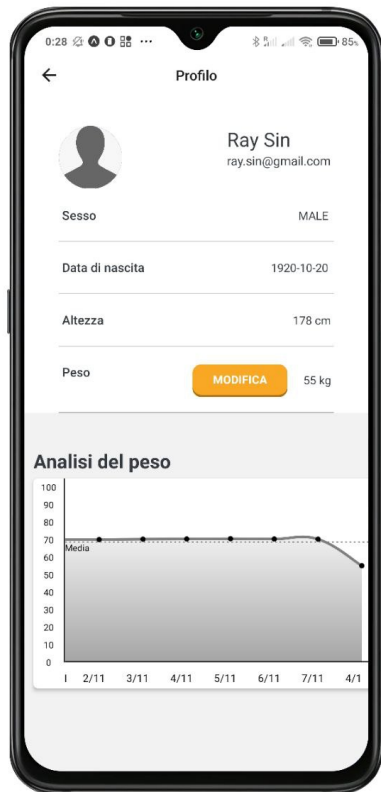 0:28 ... 85%
Profilo
Ray Sin
ray.sin@gmail.com
Sesso MALE
Data di nascita 1920-10-20
Altezza 178 cm
Peso MODIFICA 55 kg
Analisi del peso
100
90
80
70
Media
60
50
40
30
20
10
0
2/11 3/11 4/11 5/11 6/11 7/11 4/1